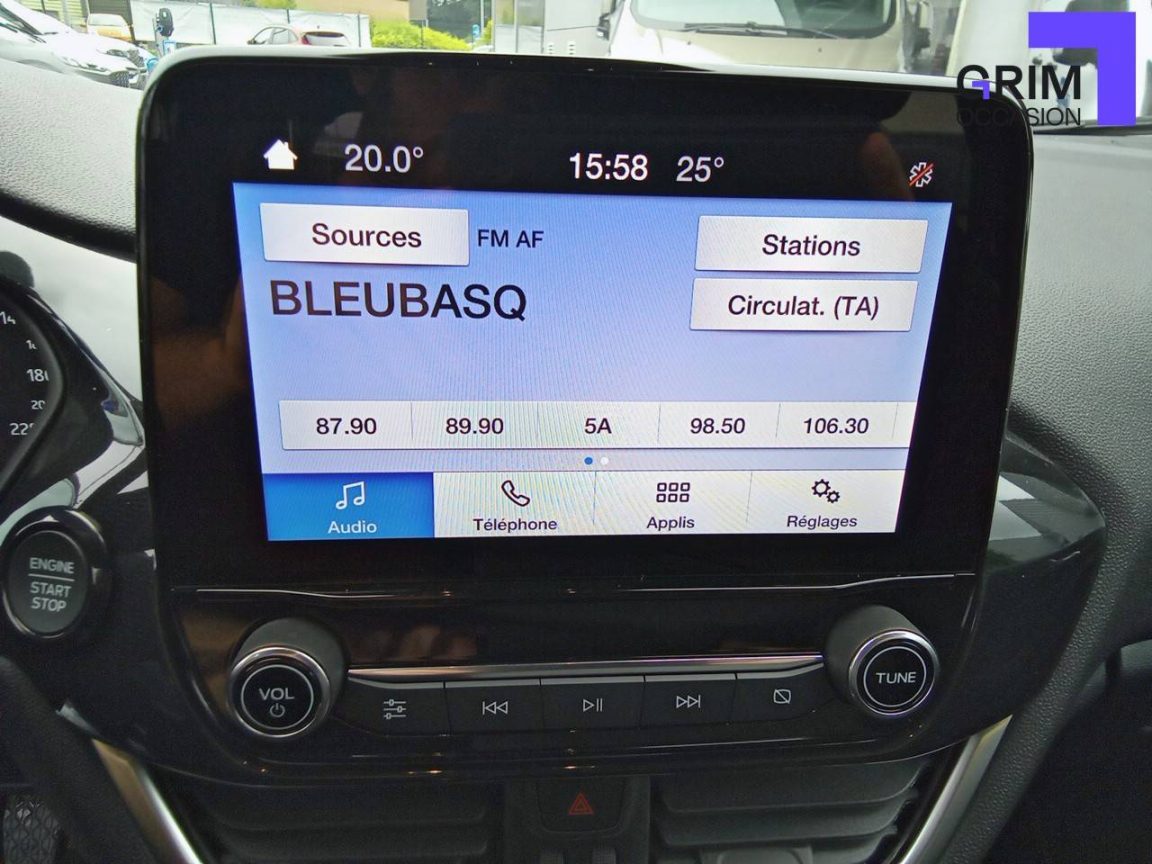 GRIM
OCCASION
20.0° 15:58 25°
Sources FM AF Stations
BLEUBASQ Circulat. (TA)
87.90 89.90 5A 98.50 106.30
Audio Téléphone Applis Réglages
180
ENGINE
START
STOP
VOL
TUNE